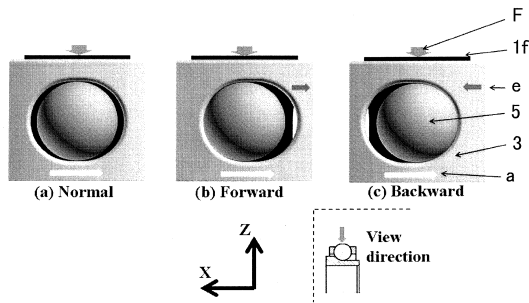 F
1f
e
5
3
a
(a) Normal
(b) Forward
(c) Backward
Z
X
View
direction